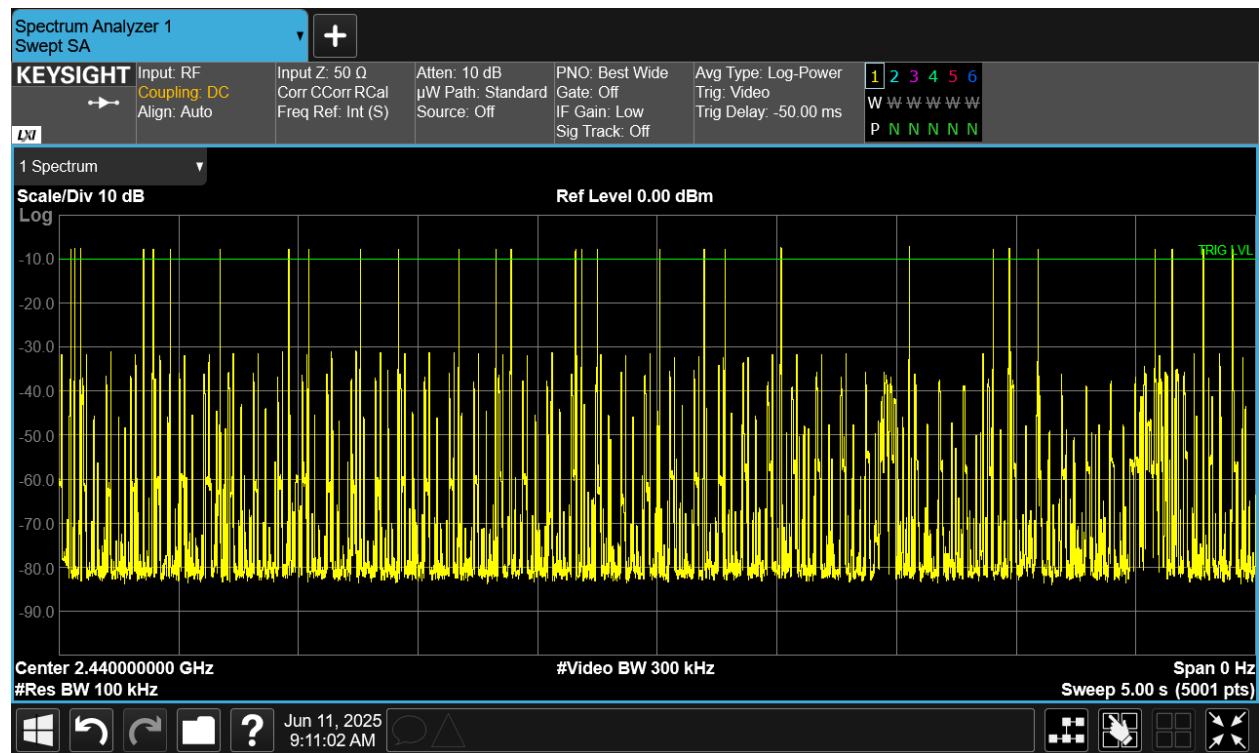 Spectrum Analyzer 1
Swept SA
KEYSIGHT
LXI
Input: RF
Coupling: DC
Align: Auto
Input Z: 50 Ω
Corr CCorr RCal
Freq Ref: Int (S)
Atten: 10 dB
µW Path: Standard
Source: Off
PNO: Best Wide
Gate: Off
IF Gain: Low
Sig Track: Off
Avg Type: Log-Power
Trig: Video
Trig Delay: -50.00 ms
1 2 3 4 5 6
W W W W W W
P N N N N N
1 Spectrum
Scale/Div 10 dB
Ref Level 0.00 dBm
Log
TRIG LVL
-10.0
-20.0
-30.0
-40.0
-50.0
-60.0
-70.0
-80.0
-90.0
Center 2.440000000 GHz
#Video BW 300 kHz
Span 0 Hz
#Res BW 100 kHz
Sweep 5.00 s (5001 pts)
?
Jun 11, 2025
9:11:02 AM